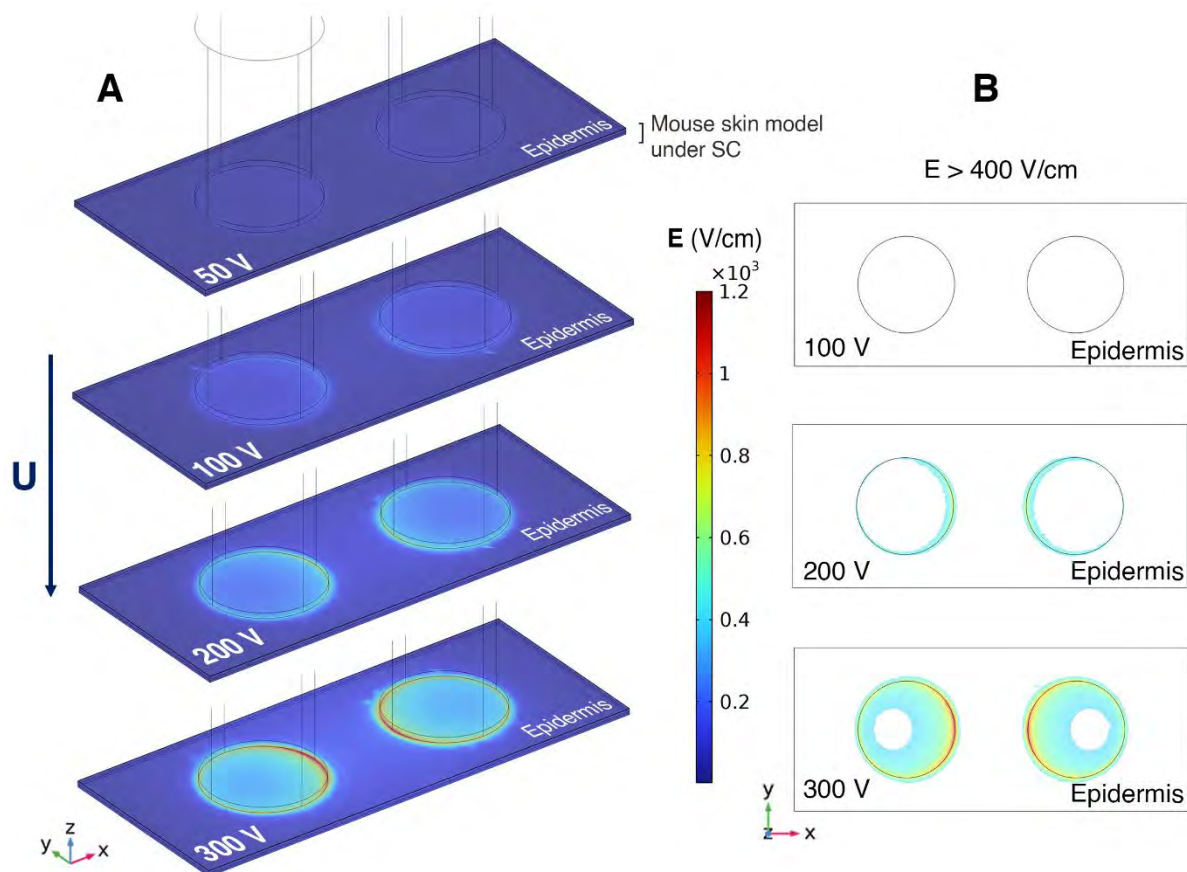 A
B
Epidermis
Mouse skin model
under SC
50 V
E > 400 V/cm
E (V/cm)
×10³
1.2
1
0.8
0.6
0.4
0.2
Epidermis
100 V
100 V
Epidermis
U
Epidermis
200 V
200 V
Epidermis
Epidermis
300 V
300 V
Epidermis
y
z
x
y
z
x